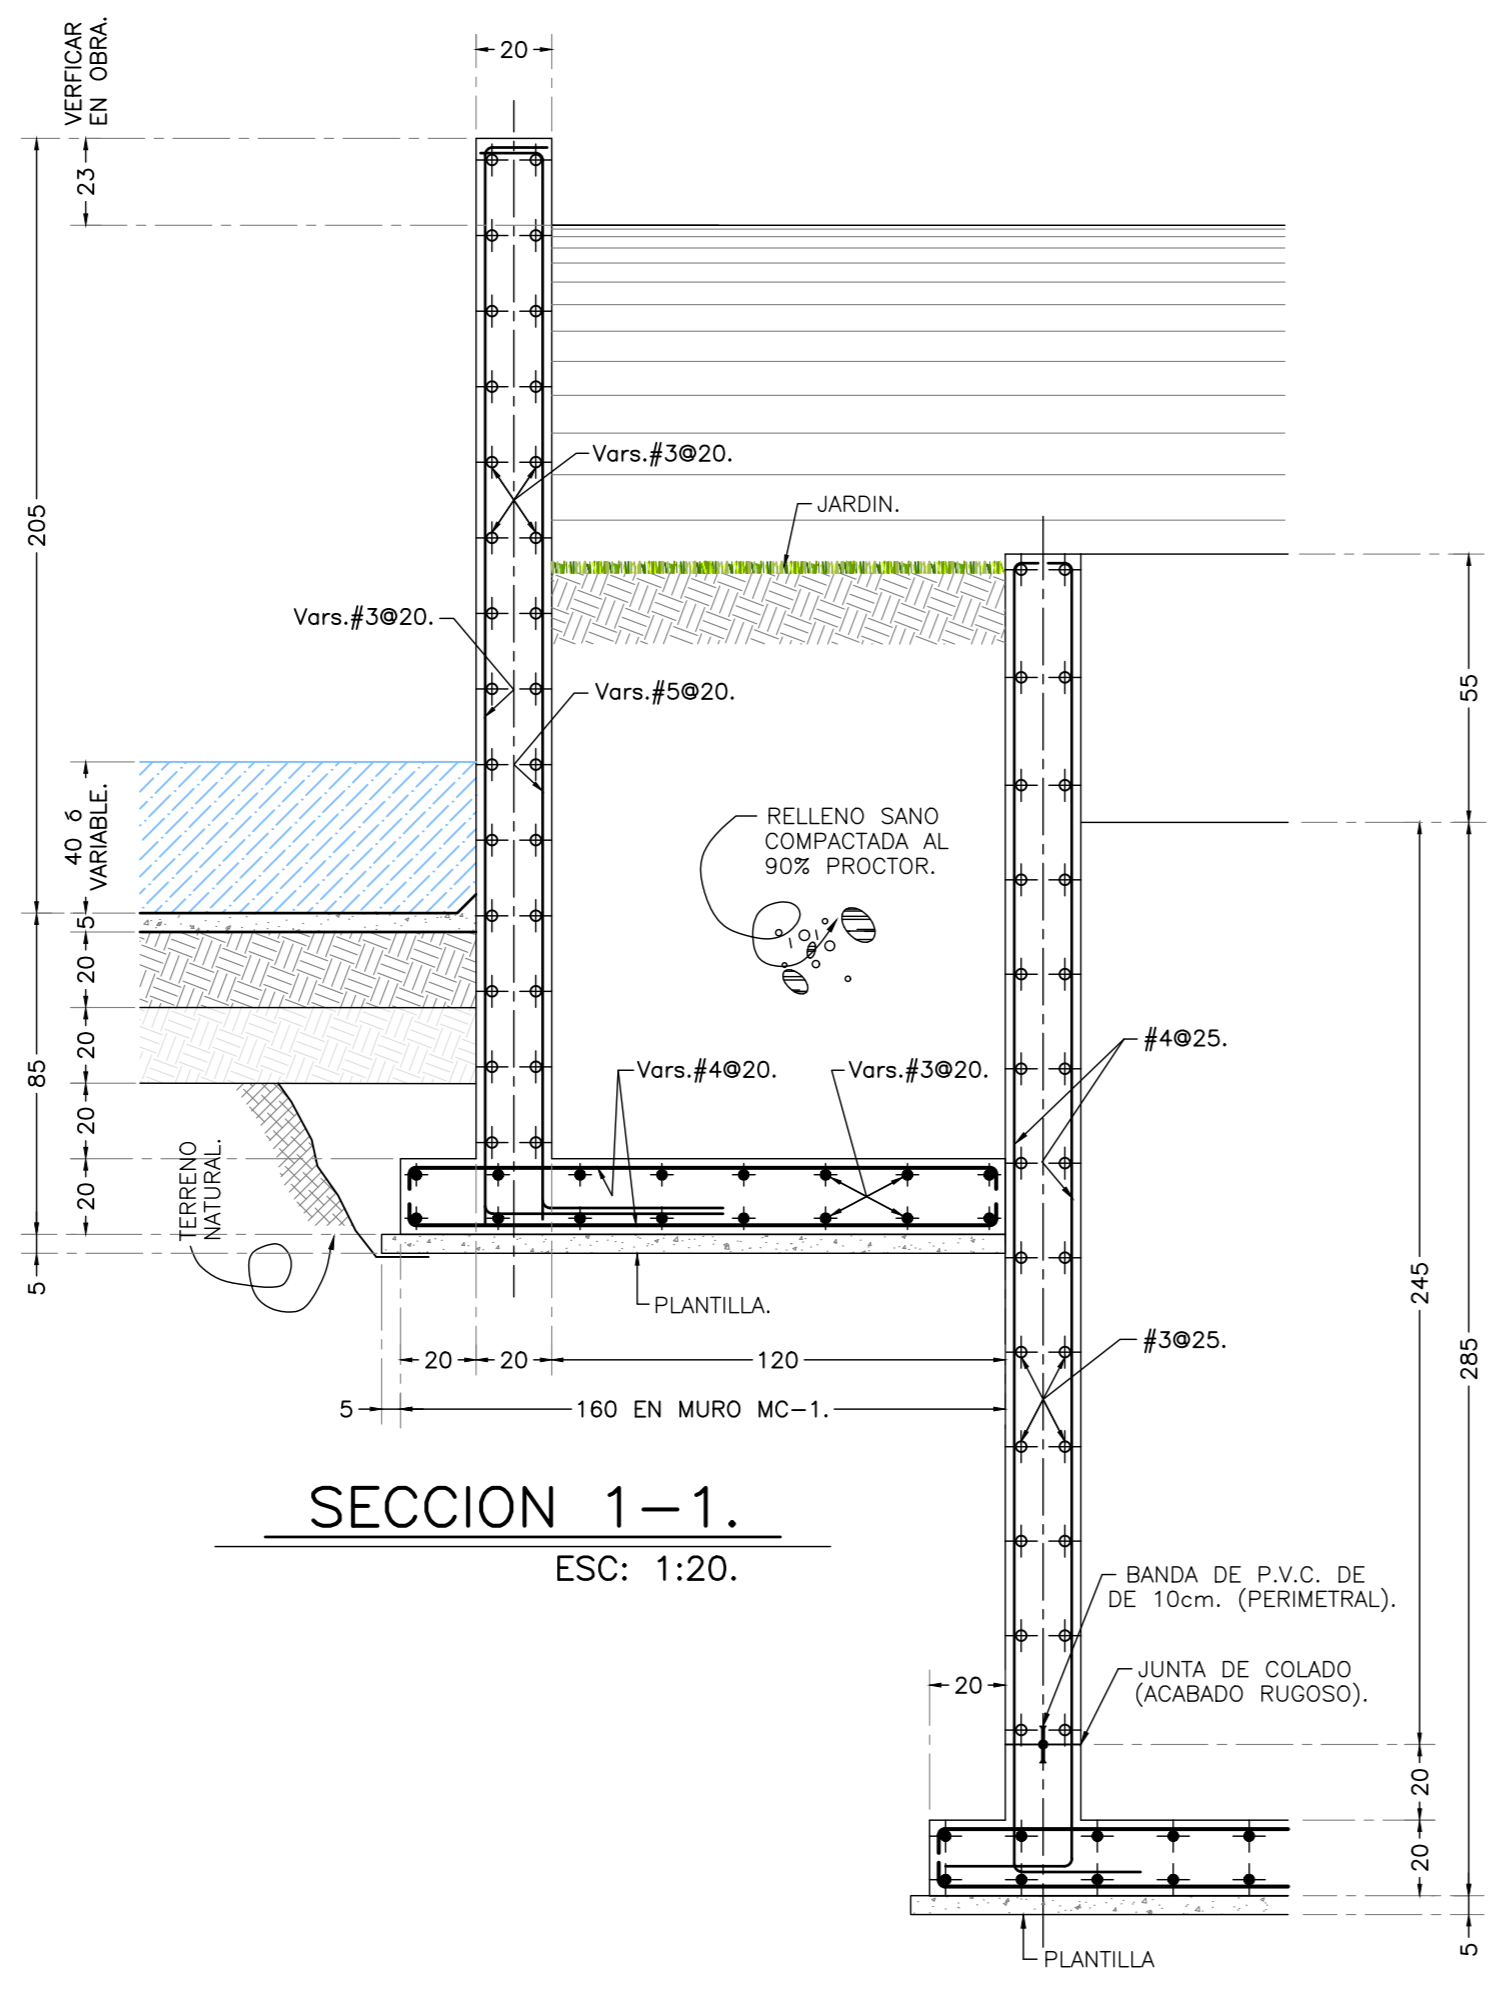 VERFICAR
EN OBRA.
20
23
Vars.#3@20.
JARDIN.
205
Vars.#3@20.
Vars.#5@20.
55
40 ó
VARIABLE.
RELLENO SANO
COMPACTADA AL
90% PROCTOR.
5
20
20
85
20
20
5
Vars.#4@20.
Vars.#3@20.
#4@25.
TERRENO
NATURAL.
PLANTILLA.
245
285
#3@25.
20
20
120
5
160 EN MURO MC-1.
SECCION 1-1.
ESC: 1:20.
BANDA DE P.V.C. DE
DE 10cm. (PERIMETRAL).
JUNTA DE COLADO
(ACABADO RUGOSO).
20
20
20
5
PLANTILLA